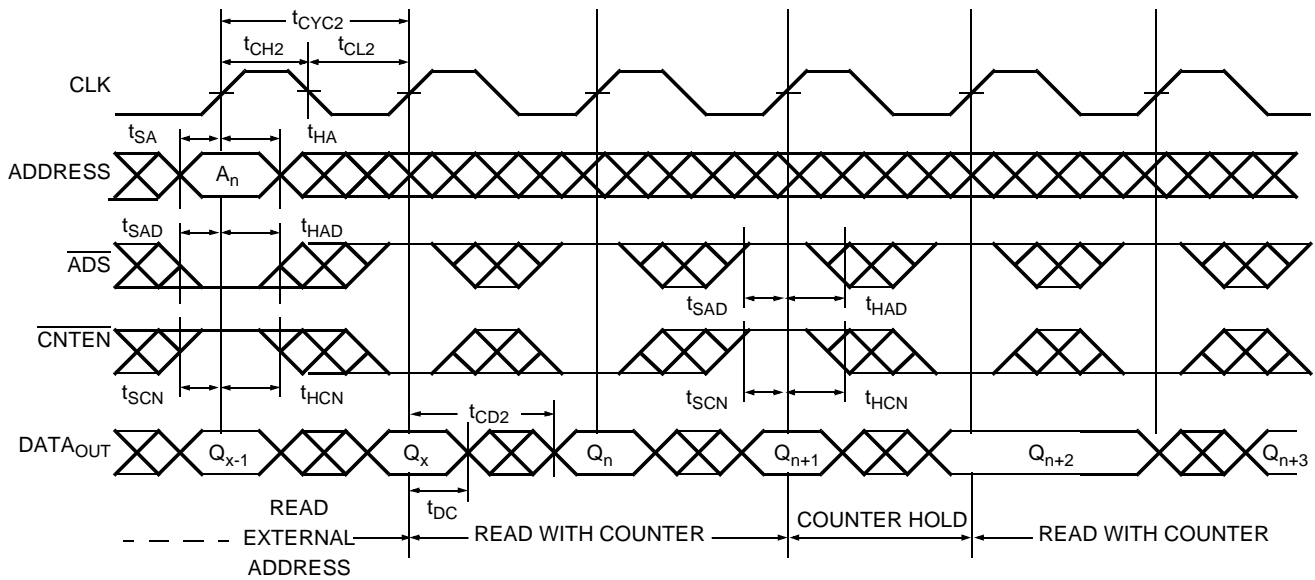 tCYC2
tCH2 tCL2
CLK
tSA tHA
ADDRESS An
tSAD tHAD
ADS
tSAD tHAD
CNTEN
tSCN tHCN tSCN tHCN
tCD2
DATAOUT Qx-1 Qx Qn Qn+1 Qn+2 Qn+3
tDC
READ
EXTERNAL
ADDRESS
READ WITH COUNTER
COUNTER HOLD
READ WITH COUNTER